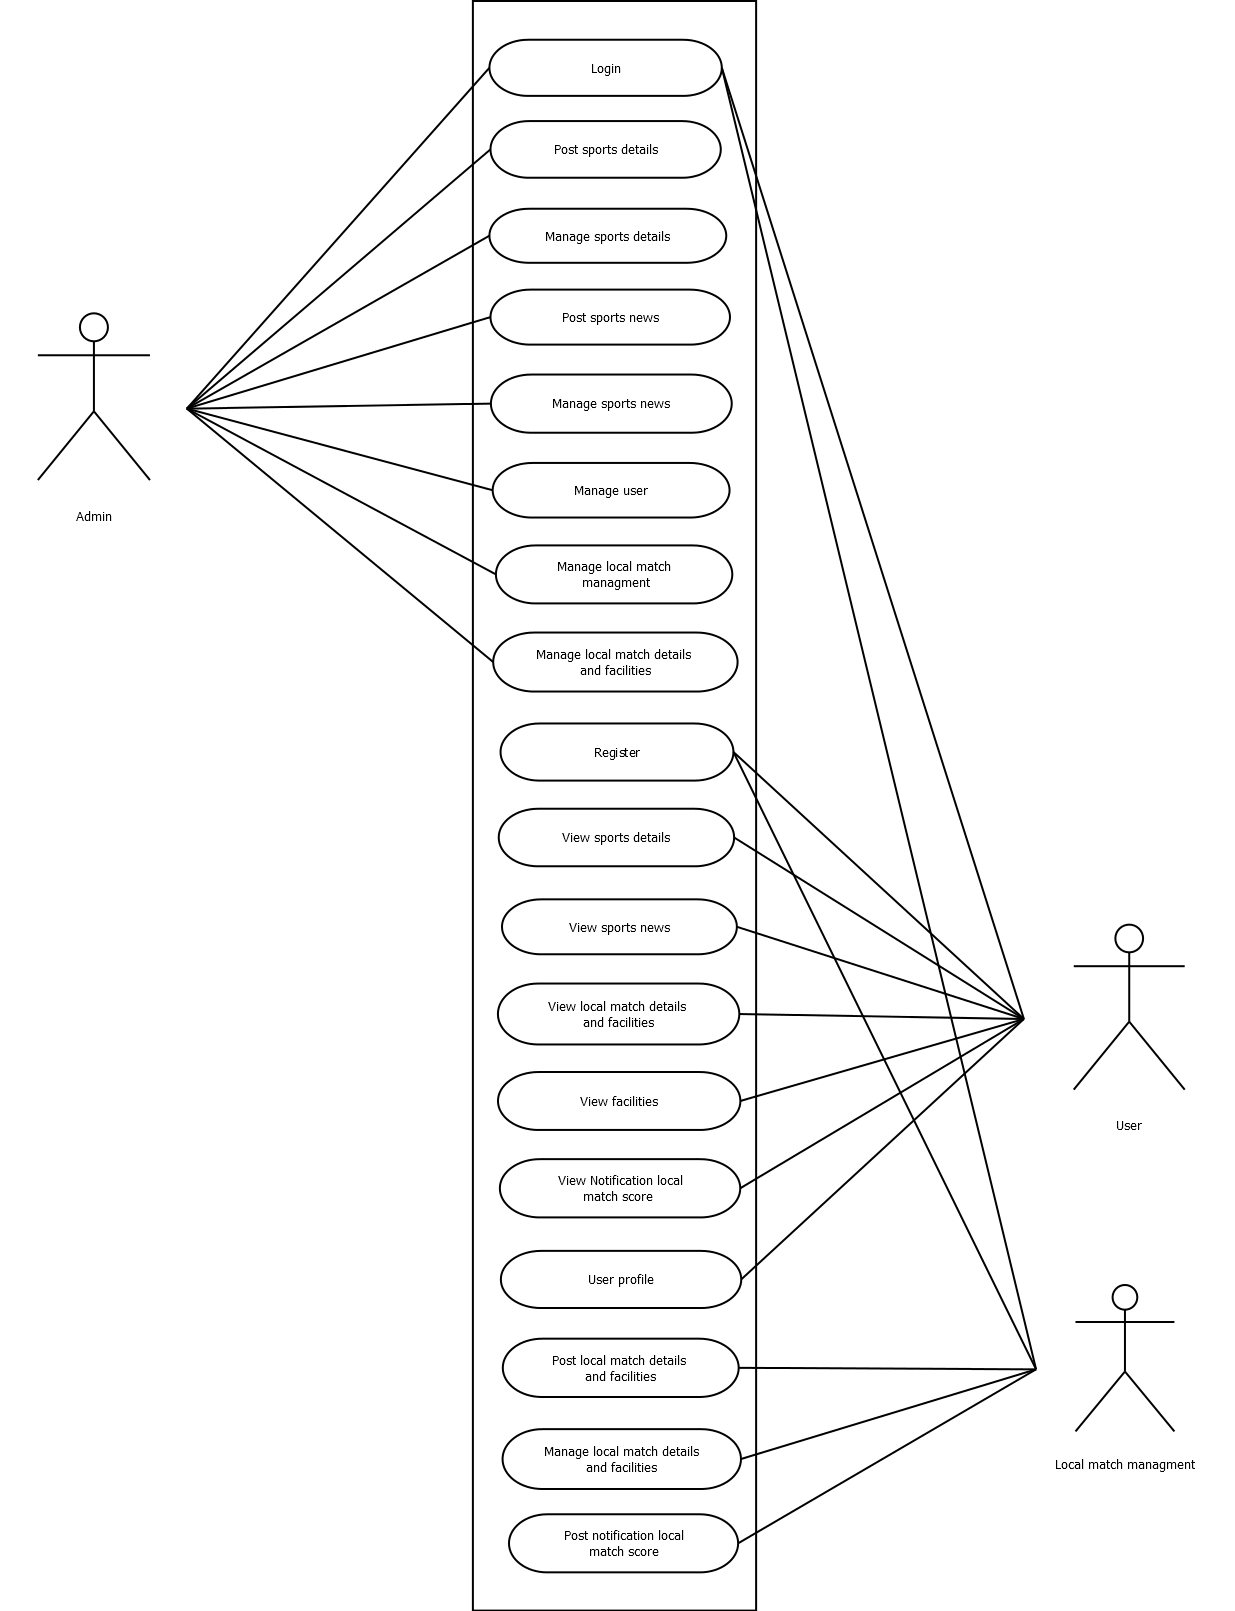 Login
Post sports details
Manage sports details
Post sports news
Manage sports news
Manage user
Manage local match
managment
Manage local match details
and facilities
Register
View sports details
View sports news
View local match details
and facilities
View facilities
View Notification local
match score
User profile
Post local match details
and facilities
Manage local match details
and facilities
Post notification local
match score
Admin
User
Local match managment